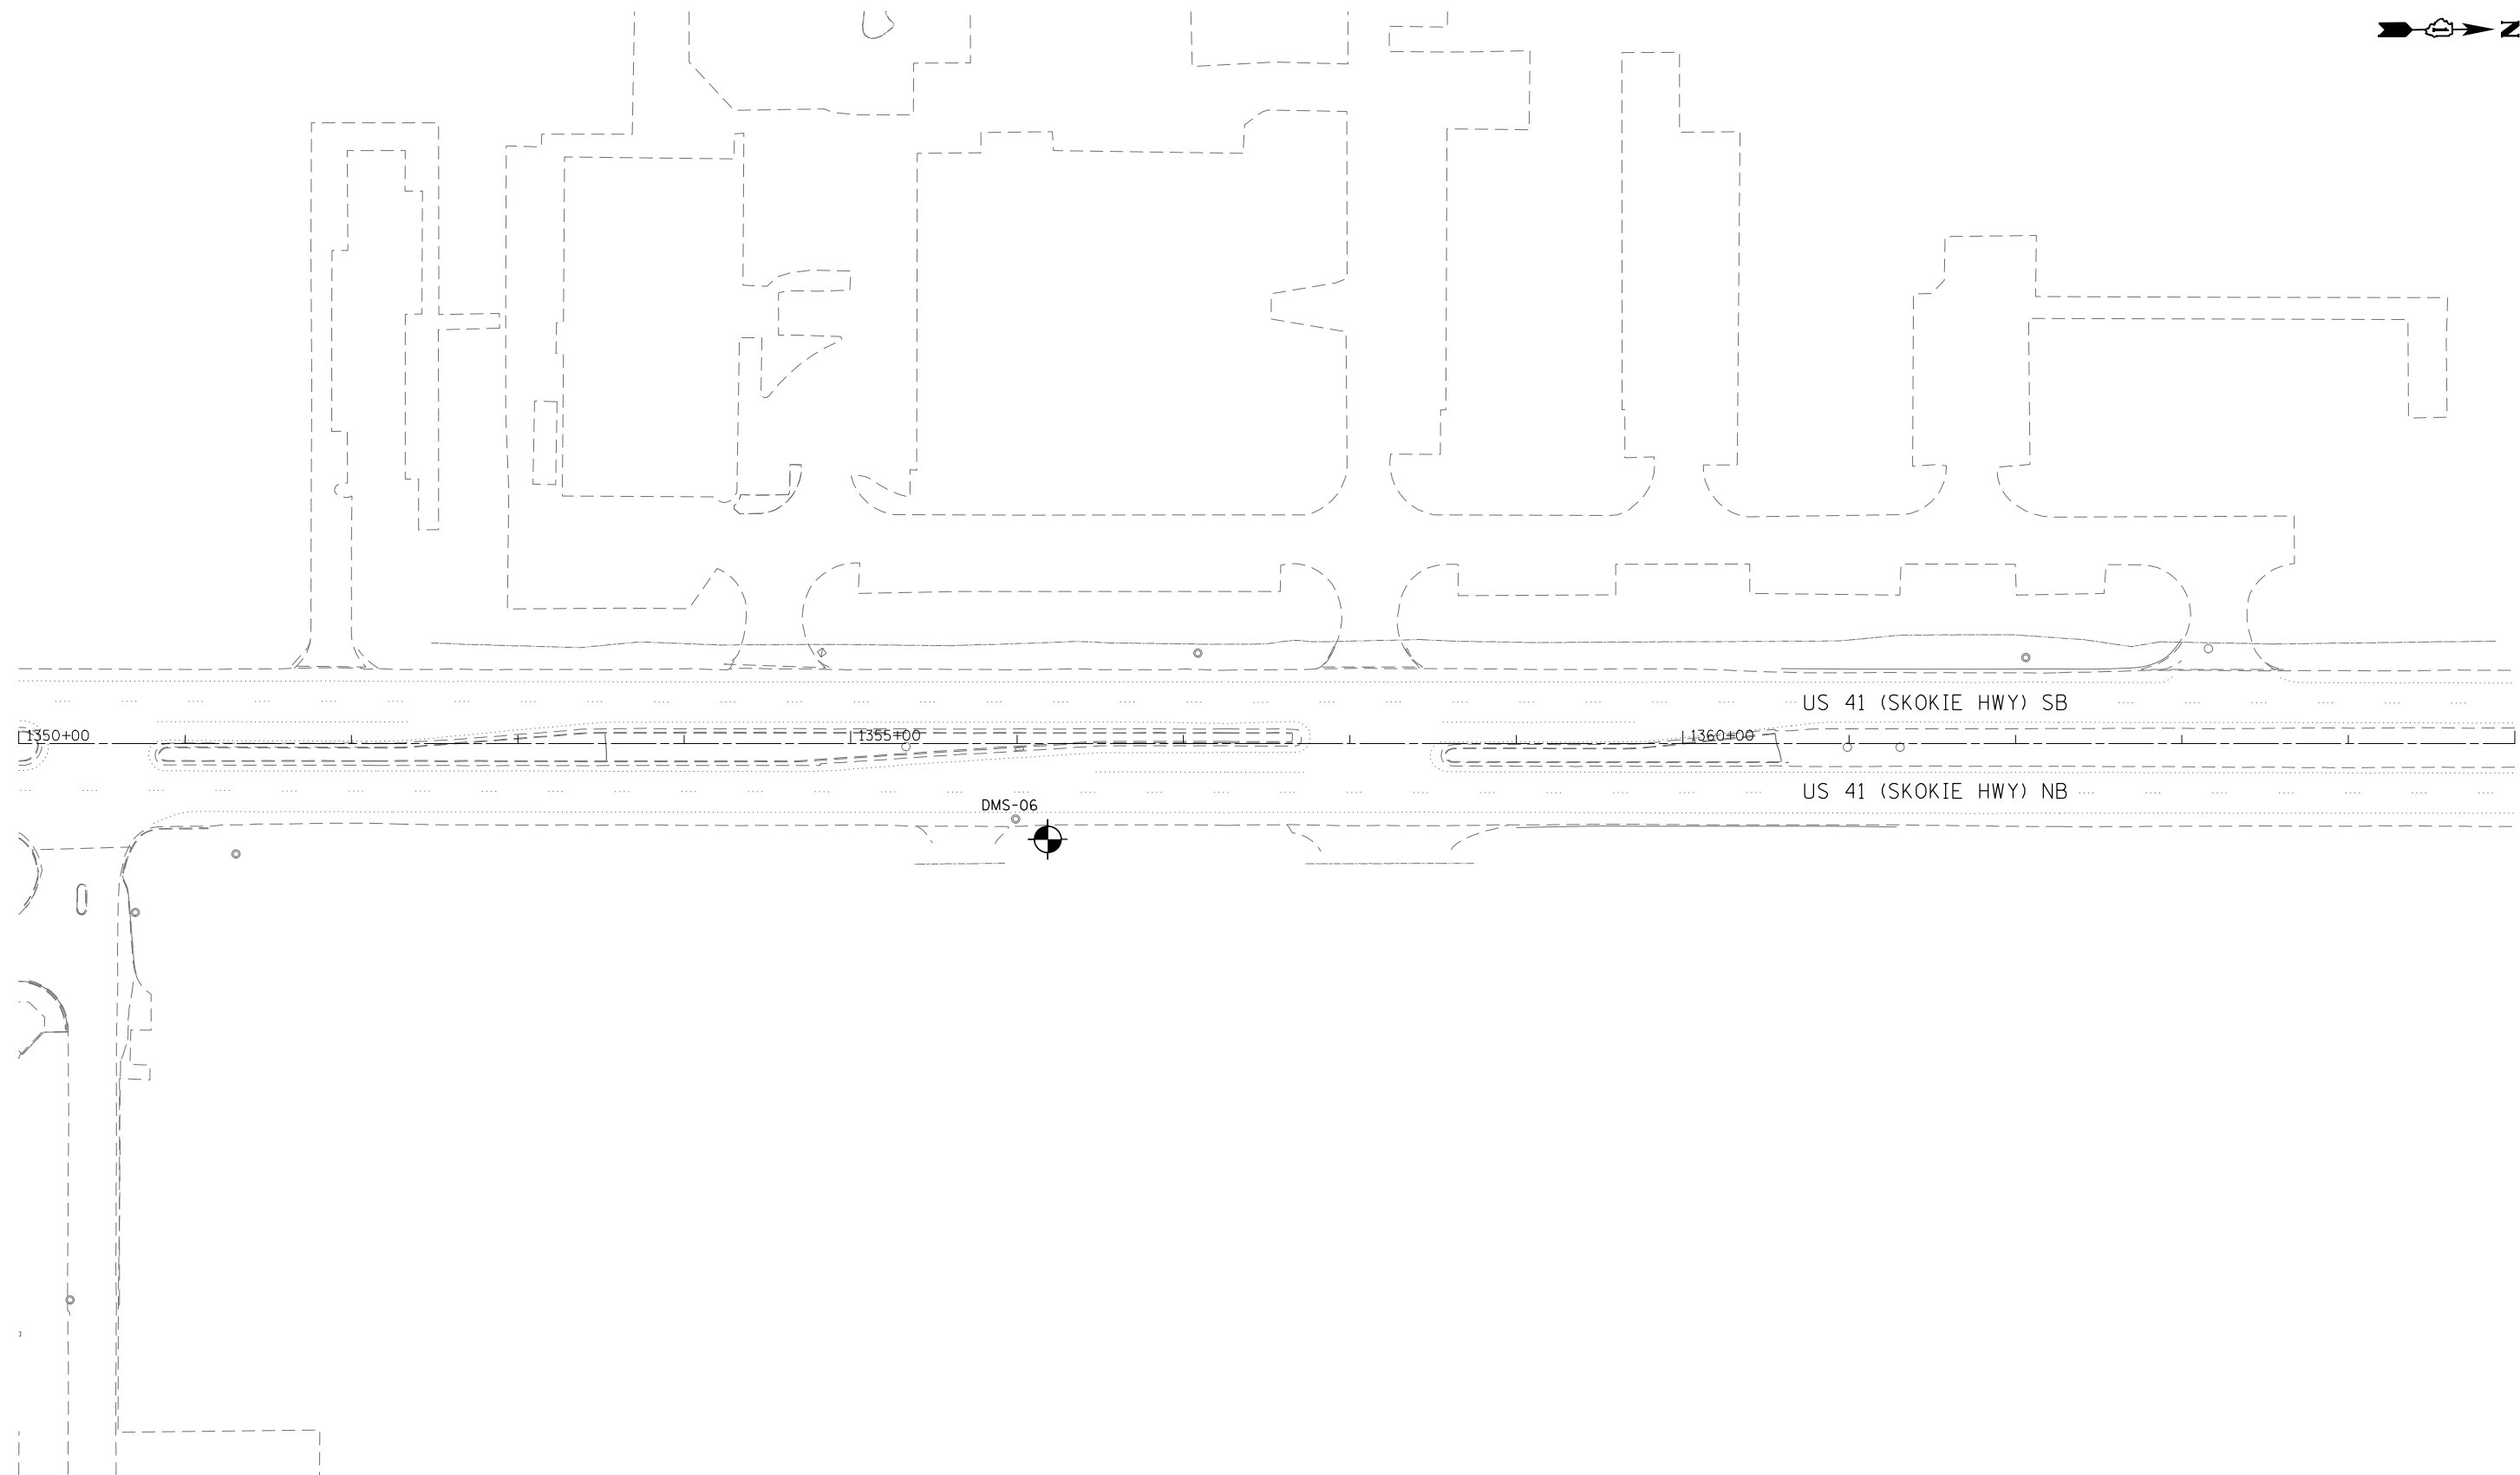 N
US 41 (SKOKIE HWY) SB
1350+00
1355+00
1360+00
US 41 (SKOKIE HWY) NB
DMS-06